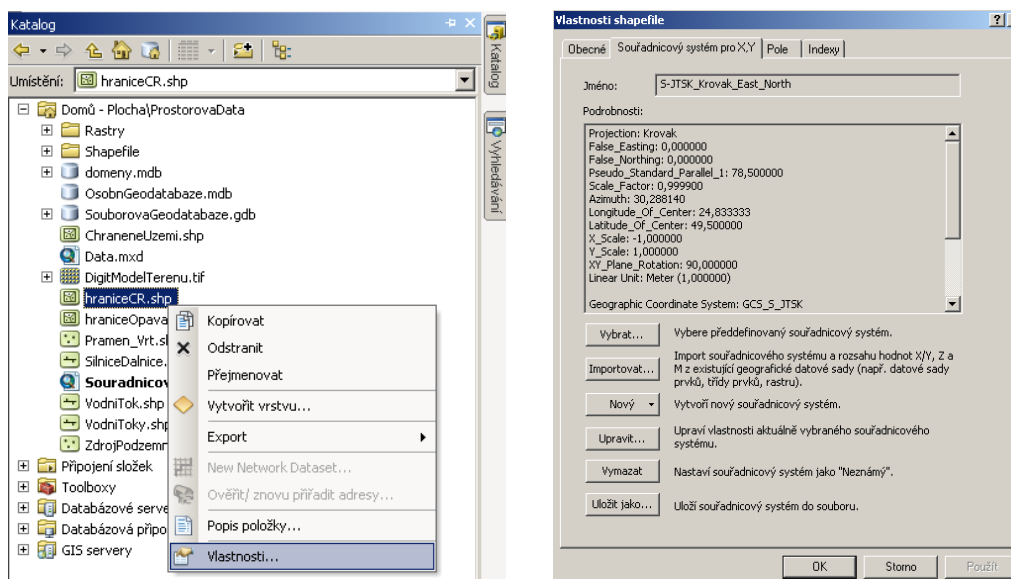 Katalog
Umístění: hraniceCR.shp
Domů - Plocha\ProstorovaData
Rastry
Shapefile
domeny.mdb
OsobnGeodatabaze.mdb
SouborovaGeodatabaze.gdb
ChraneneUzemi.shp
Data.mxd
DigitModelTerenu.tif
hraniceCR.shp
hraniceOpava
Pramen_Vrt.sl
SilniceDalnice.
Souradnicov
VodniTok.shp
VodniToky.shp
ZdrojPodzemn
Připojení složek
Toolboxy
Databázové serve
Databázová připo
GIS servery
Kopírovat
Odstranit
Přejmenovat
Vytvořit vrstvu...
Export
New Network Dataset...
Ověřit/ znovu přiřadit adresy...
Popis položky...
Vlastnosti...
Katalog
Vyhledávání
Vlastnosti shapefile
Obecné Souřadnicový systém pro X,Y Pole Indexy
Jméno: S-JTSK_Krovak_East_North
Podrobnosti:
Projection: Krovak
False_Easting: 0,000000
False_Northing: 0,000000
Pseudo_Standard_Parallel_1: 78,500000
Scale_Factor: 0,999900
Azimuth: 30,288140
Longitude_Of_Center: 24,833333
Latitude_Of_Center: 49,500000
X_Scale: -1,000000
Y_Scale: 1,000000
XY_Plane_Rotation: 90,000000
Linear Unit: Meter (1,000000)
Geographic Coordinate System: GCS_S_JTSK
Vybrat... Vybere předdefinovaný souřadnicový systém.
Importovat... Import souřadnicového systému a rozsahu hodnot X/Y, Z a
M z existující geografické datové sady (např. datové sady
prvků, třídy prvků, rastru).
Nový Vytvoří nový souřadnicový systém.
Upravit... Upraví vlastnosti aktuálně vybraného souřadnicového
systému.
Vymazat Nastaví souřadnicový systém jako "Neznámý".
Uložit jako... Uloží souřadnicový systém do souboru.
OK Storno Použít